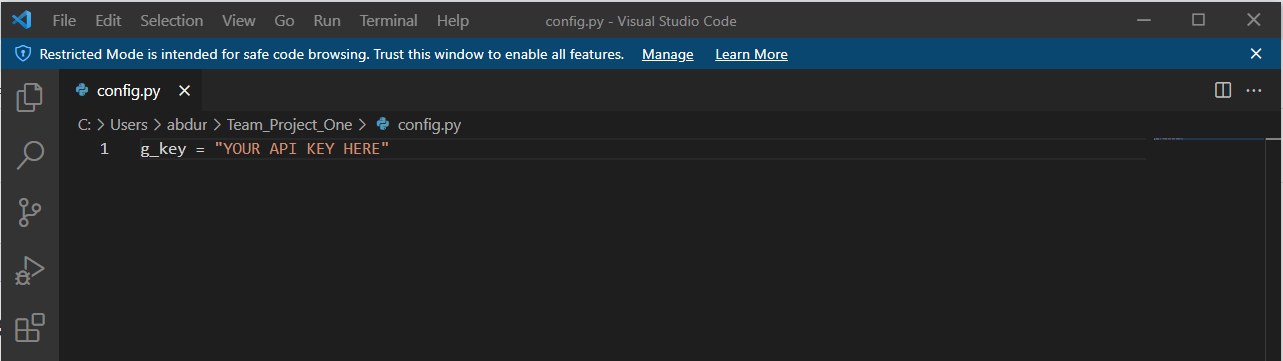 File Edit Selection View Go Run Terminal Help config.py - Visual Studio Code
Restricted Mode is intended for safe code browsing. Trust this window to enable all features. Manage Learn More
config.py
C: > Users > abdur > Team_Project_One > config.py
1 g_key = "YOUR API KEY HERE"